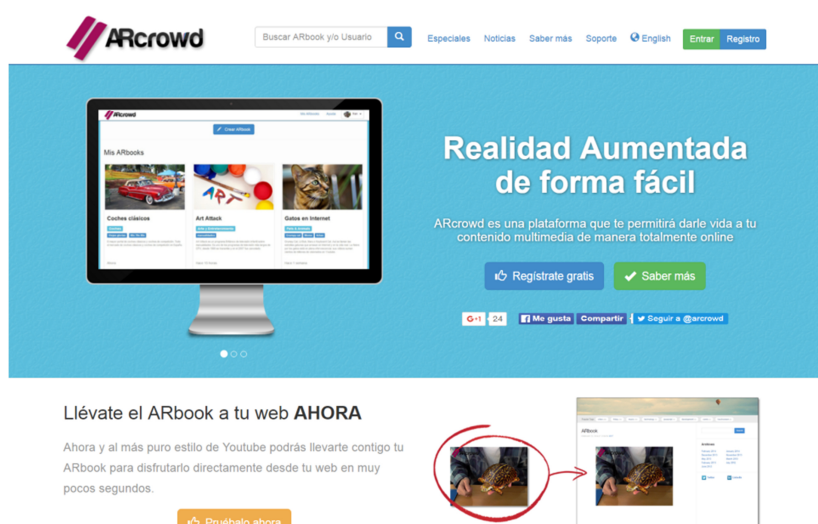 ARcrowd
Buscar ARbook y/o Usuario
Especiales Noticias Saber más Soporte English Entrar Registro
ARcrowd
Crear ARbook
Mis ARbooks
Coches clásicos Art Attack Gatos en Internet
Realidad Aumentada
de forma fácil
ARcrowd es una plataforma que te permitirá darle vida a tu
contenido multimedia de manera totalmente online
Regístrate gratis Saber más
G+1 24 Me gusta Compartir Seguir a @arcrowd
Llévate el ARbook a tu web AHORA
Ahora y al más puro estilo de Youtube podrás llevarte contigo tu
ARbook para disfrutarlo directamente desde tu web en muy
pocos segundos.
Pruébalo ahora
ARbook